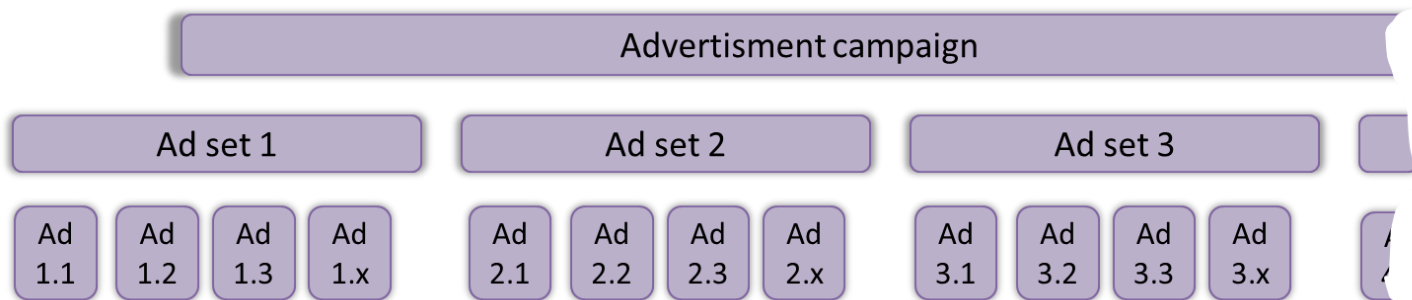 Advertisment campaign
Ad set 1
Ad set 2
Ad set 3
Ad
1.1
Ad
1.2
Ad
1.3
Ad
1.x
Ad
2.1
Ad
2.2
Ad
2.3
Ad
2.x
Ad
3.1
Ad
3.2
Ad
3.3
Ad
3.x